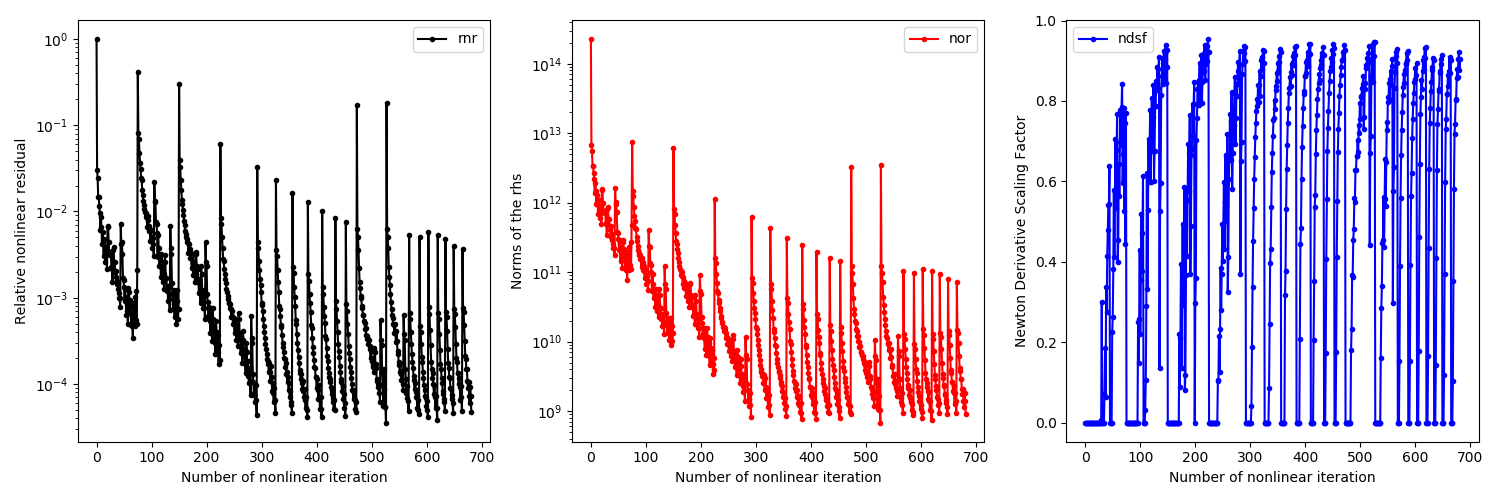 10⁰
10⁻¹
10⁻²
10⁻³
10⁻⁴
0 100 200 300 400 500 600 700
Number of nonlinear iteration
Relative nonlinear residual
rnr
10¹⁴
10¹³
10¹²
10¹¹
10¹⁰
10⁹
0 100 200 300 400 500 600 700
Number of nonlinear iteration
Norms of the rhs
nor
1.0
0.8
0.6
0.4
0.2
0.0
0 100 200 300 400 500 600 700
Number of nonlinear iteration
Newton Derivative Scaling Factor
ndsf